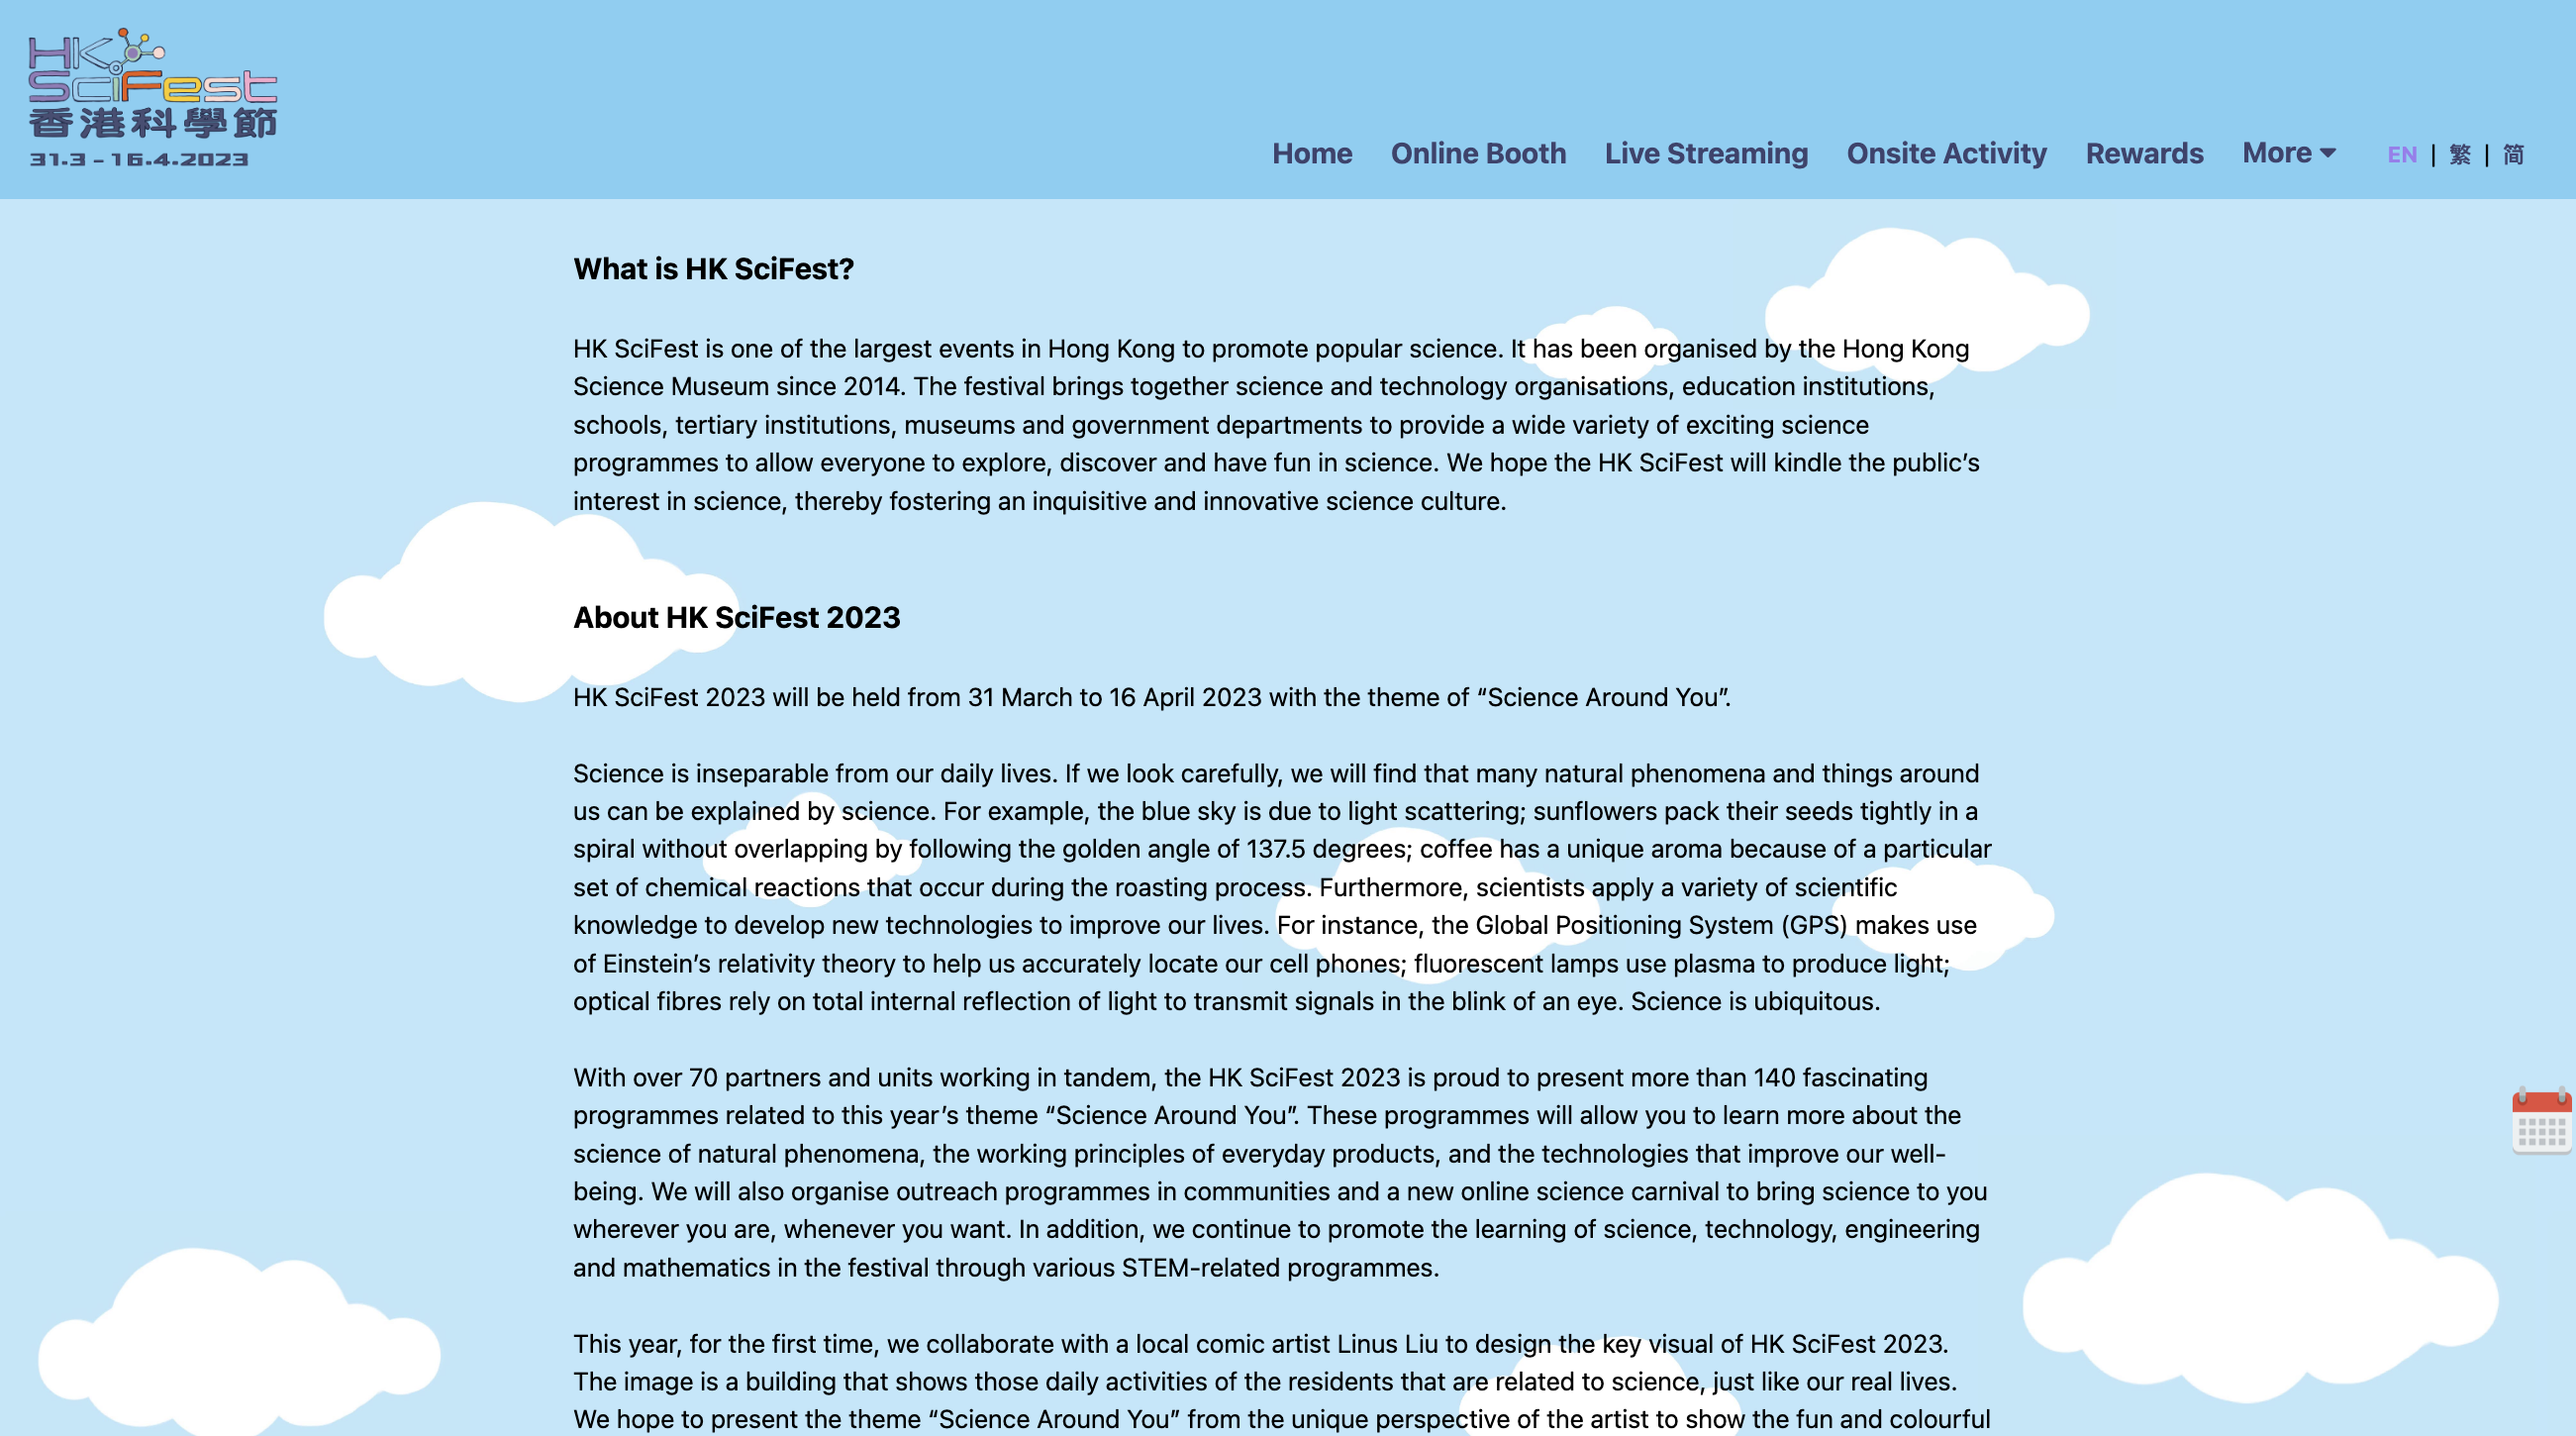 HK
SciFest
香港科學節
31.3 - 16.4.2023
Home Online Booth Live Streaming Onsite Activity Rewards More EN | 繁 | 简
What is HK SciFest?
HK SciFest is one of the largest events in Hong Kong to promote popular science. It has been organised by the Hong Kong
Science Museum since 2014. The festival brings together science and technology organisations, education institutions,
schools, tertiary institutions, museums and government departments to provide a wide variety of exciting science
programmes to allow everyone to explore, discover and have fun in science. We hope the HK SciFest will kindle the public’s
interest in science, thereby fostering an inquisitive and innovative science culture.
About HK SciFest 2023
HK SciFest 2023 will be held from 31 March to 16 April 2023 with the theme of “Science Around You”.
Science is inseparable from our daily lives. If we look carefully, we will find that many natural phenomena and things around
us can be explained by science. For example, the blue sky is due to light scattering; sunflowers pack their seeds tightly in a
spiral without overlapping by following the golden angle of 137.5 degrees; coffee has a unique aroma because of a particular
set of chemical reactions that occur during the roasting process. Furthermore, scientists apply a variety of scientific
knowledge to develop new technologies to improve our lives. For instance, the Global Positioning System (GPS) makes use
of Einstein’s relativity theory to help us accurately locate our cell phones; fluorescent lamps use plasma to produce light;
optical fibres rely on total internal reflection of light to transmit signals in the blink of an eye. Science is ubiquitous.
With over 70 partners and units working in tandem, the HK SciFest 2023 is proud to present more than 140 fascinating
programmes related to this year’s theme “Science Around You”. These programmes will allow you to learn more about the
science of natural phenomena, the working principles of everyday products, and the technologies that improve our well-
being. We will also organise outreach programmes in communities and a new online science carnival to bring science to you
wherever you are, whenever you want. In addition, we continue to promote the learning of science, technology, engineering
and mathematics in the festival through various STEM-related programmes.
This year, for the first time, we collaborate with a local comic artist Linus Liu to design the key visual of HK SciFest 2023.
The image is a building that shows those daily activities of the residents that are related to science, just like our real lives.
We hope to present the theme “Science Around You” from the unique perspective of the artist to show the fun and colourful